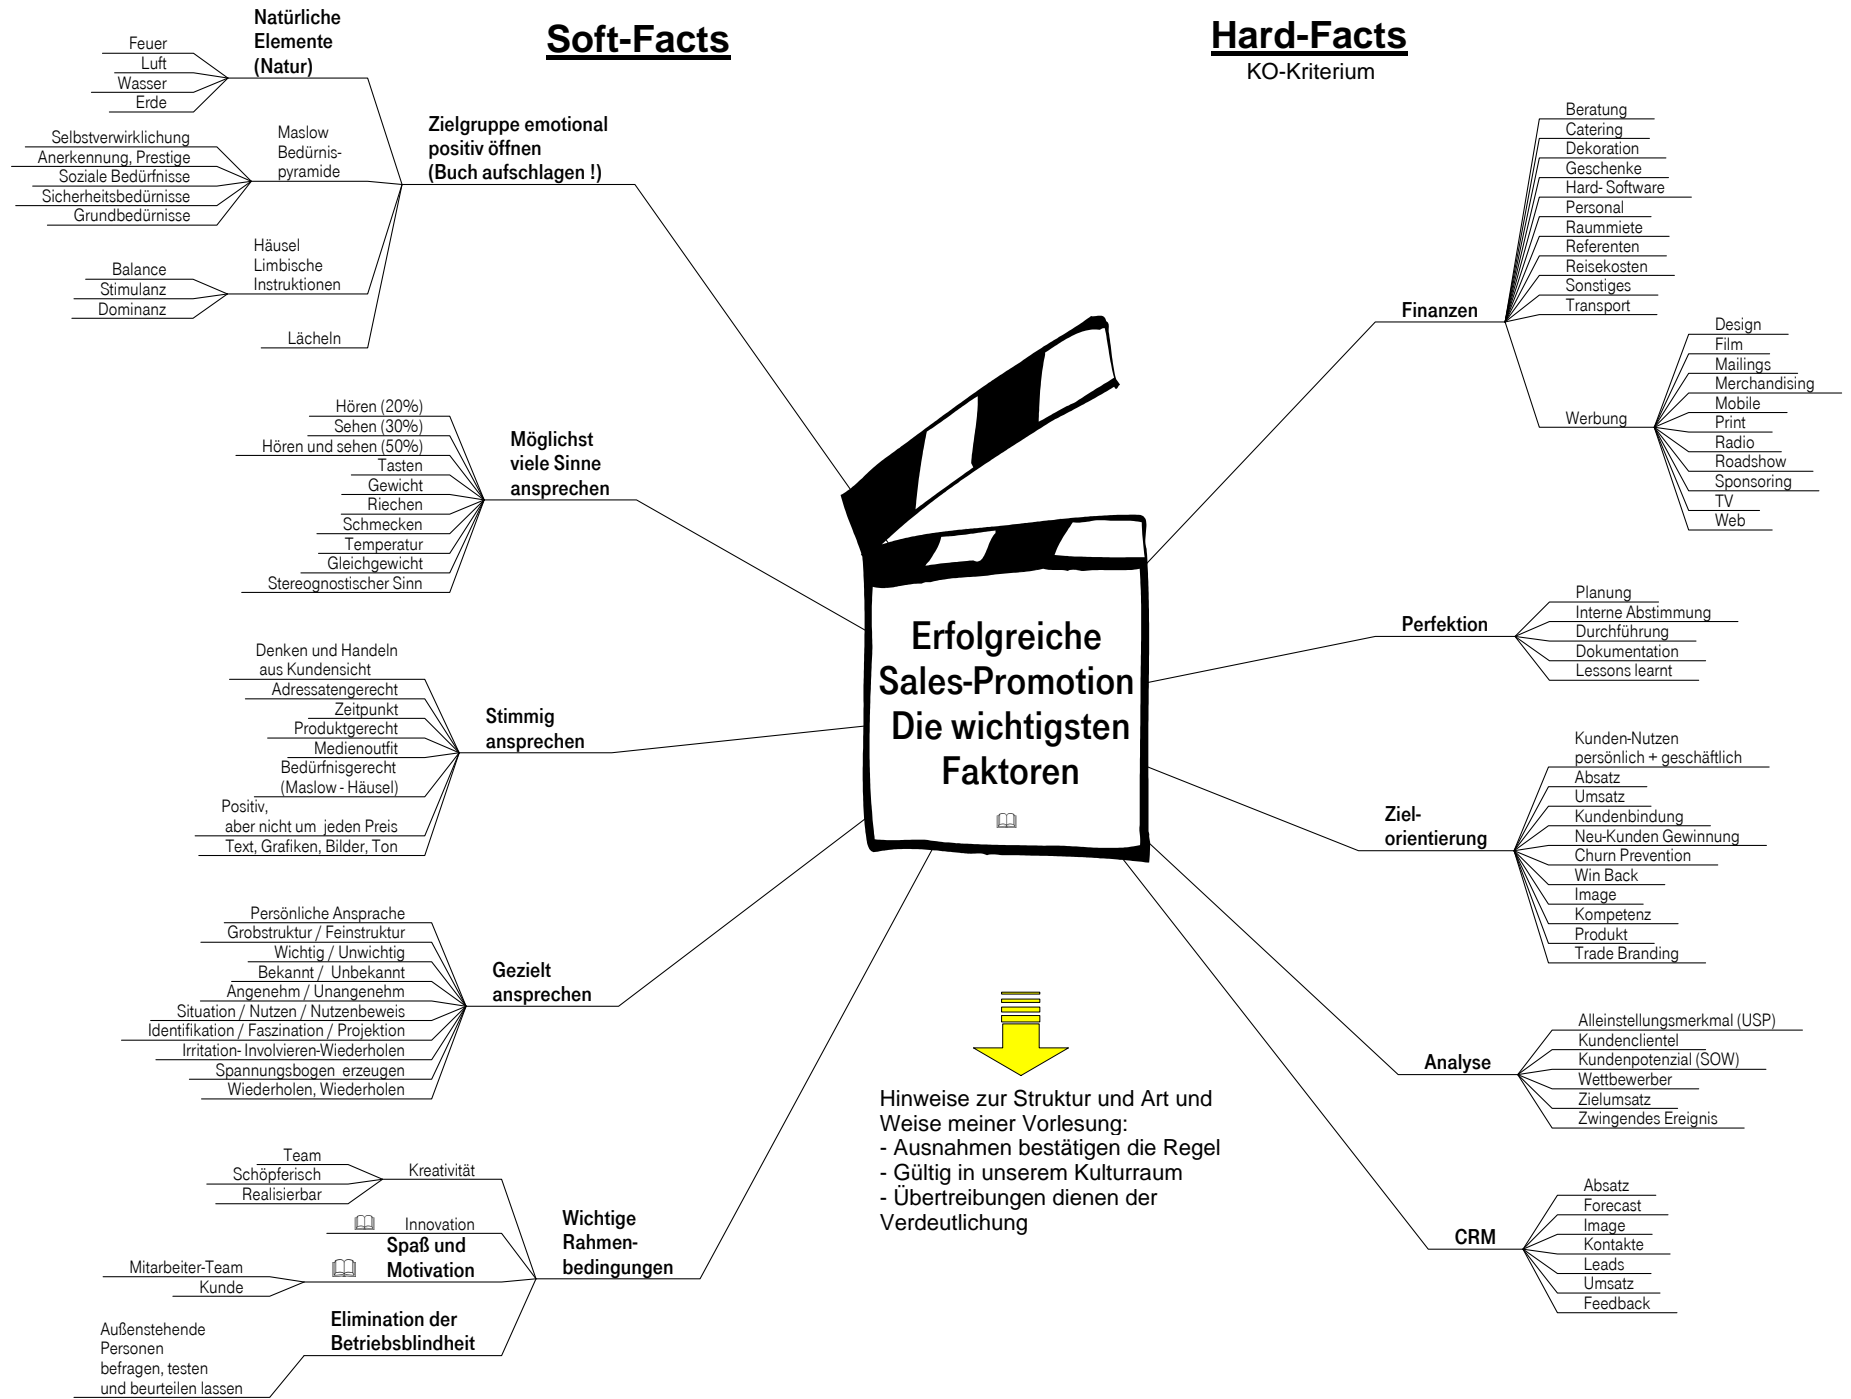 Soft-Facts
Natürliche
Elemente
(Natur)
Feuer
Luft
Wasser
Erde
Zielgruppe emotional
positiv öffnen
(Buch aufschlagen !)
Maslow
Bedürnis-
pyramide
Selbstverwirklichung
Anerkennung, Prestige
Soziale Bedürfnisse
Sicherheitsbedürnisse
Grundbedürnisse
Häusel
Limbische
Instruktionen
Balance
Stimulanz
Dominanz
Lächeln
Möglichst
viele Sinne
ansprechen
Hören (20%)
Sehen (30%)
Hören und sehen (50%)
Tasten
Gewicht
Riechen
Schmecken
Temperatur
Gleichgewicht
Stereognostischer Sinn
Stimmig
ansprechen
Denken und Handeln
aus Kundensicht
Adressatengerecht
Zeitpunkt
Produktgerecht
Medienoutfit
Bedürfnisgerecht
(Maslow - Häusel)
Positiv,
aber nicht um jeden Preis
Text, Grafiken, Bilder, Ton
Gezielt
ansprechen
Persönliche Ansprache
Grobstruktur / Feinstruktur
Wichtig / Unwichtig
Bekannt / Unbekannt
Angenehm / Unangenehm
Situation / Nutzen / Nutzenbeweis
Identifikation / Faszination / Projektion
Irritation- Involvieren-Wiederholen
Spannungsbogen erzeugen
Wiederholen, Wiederholen
Wichtige
Rahmen-
bedingungen
Kreativität
Team
Schöpferisch
Realisierbar
Innovation
Spaß und
Motivation
Mitarbeiter-Team
Kunde
Elimination der
Betriebsblindheit
Außenstehende
Personen
befragen, testen
und beurteilen lassen
Erfolgreiche
Sales-Promotion
Die wichtigsten
Faktoren
Hinweise zur Struktur und Art und
Weise meiner Vorlesung:
- Ausnahmen bestätigen die Regel
- Gültig in unserem Kulturraum
- Übertreibungen dienen der
Verdeutlichung
Hard-Facts
KO-Kriterium
Finanzen
Beratung
Catering
Dekoration
Geschenke
Hard- Software
Personal
Raummiete
Referenten
Reisekosten
Sonstiges
Transport
Werbung
Design
Film
Mailings
Merchandising
Mobile
Print
Radio
Roadshow
Sponsoring
TV
Web
Perfektion
Planung
Interne Abstimmung
Durchführung
Dokumentation
Lessons learnt
Ziel-
orientierung
Kunden-Nutzen
persönlich + geschäftlich
Absatz
Umsatz
Kundenbindung
Neu-Kunden Gewinnung
Churn Prevention
Win Back
Image
Kompetenz
Produkt
Trade Branding
Analyse
Alleinstellungsmerkmal (USP)
Kundenclientel
Kundenpotenzial (SOW)
Wettbewerber
Zielumsatz
Zwingendes Ereignis
CRM
Absatz
Forecast
Image
Kontakte
Leads
Umsatz
Feedback